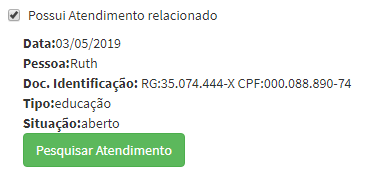 Possui Atendimento relacionado
Data:03/05/2019
Pessoa:Ruth
Doc. Identificação: RG:35.074.444-X CPF:000.088.890-74
Tipo:educação
Situação:aberto
Pesquisar Atendimento